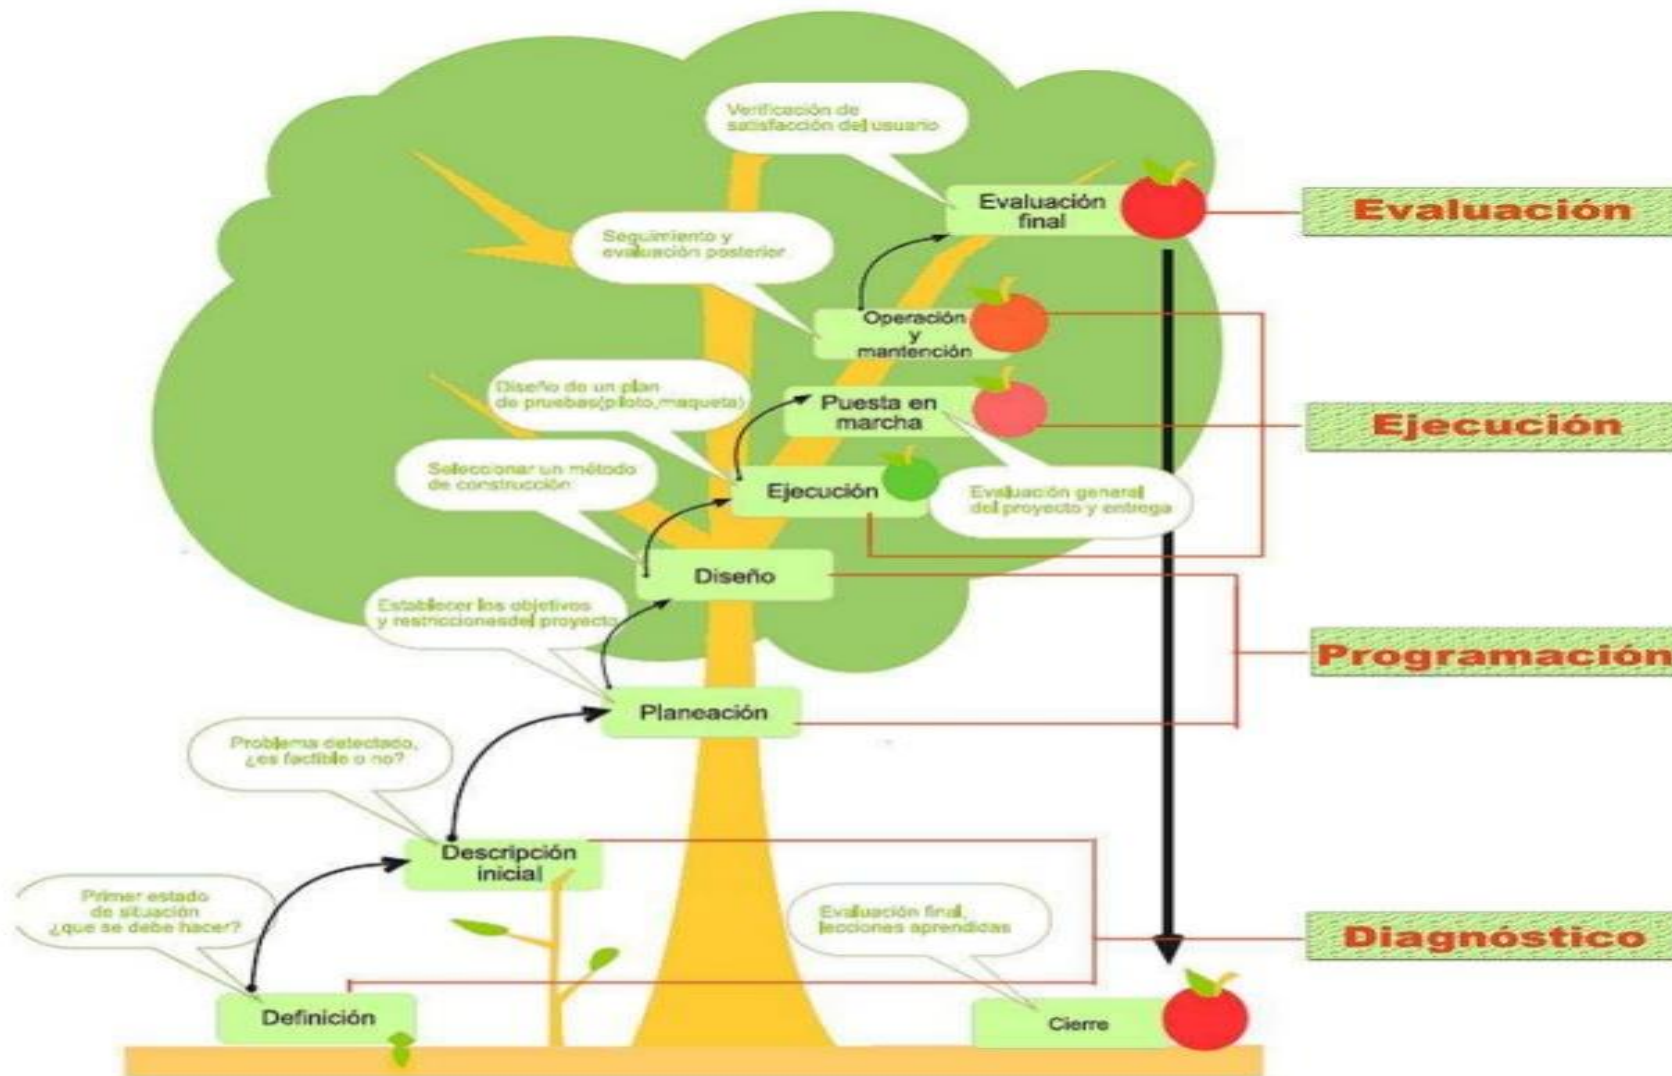 Verificación de
satisfacción del usuario
Evaluación
final
Evaluación
Seguimiento y
evaluación posterior
Operación
y
mantención
Diseño de un plan
de pruebas(piloto,maqueta)
Puesta en
marcha
Ejecución
Seleccionar un método
de construcción
Ejecución
Evaluación general
del proyecto y entrega
Diseño
Establecer los objetivos
y restriccionesdel proyecto
Programación
Planeación
Problema detectado,
¿es factible o no?
Descripción
inicial
Primer estado
de situación
¿que se debe hacer?
Evaluación final,
lecciones aprendidas
Diagnóstico
Definición
Cierre